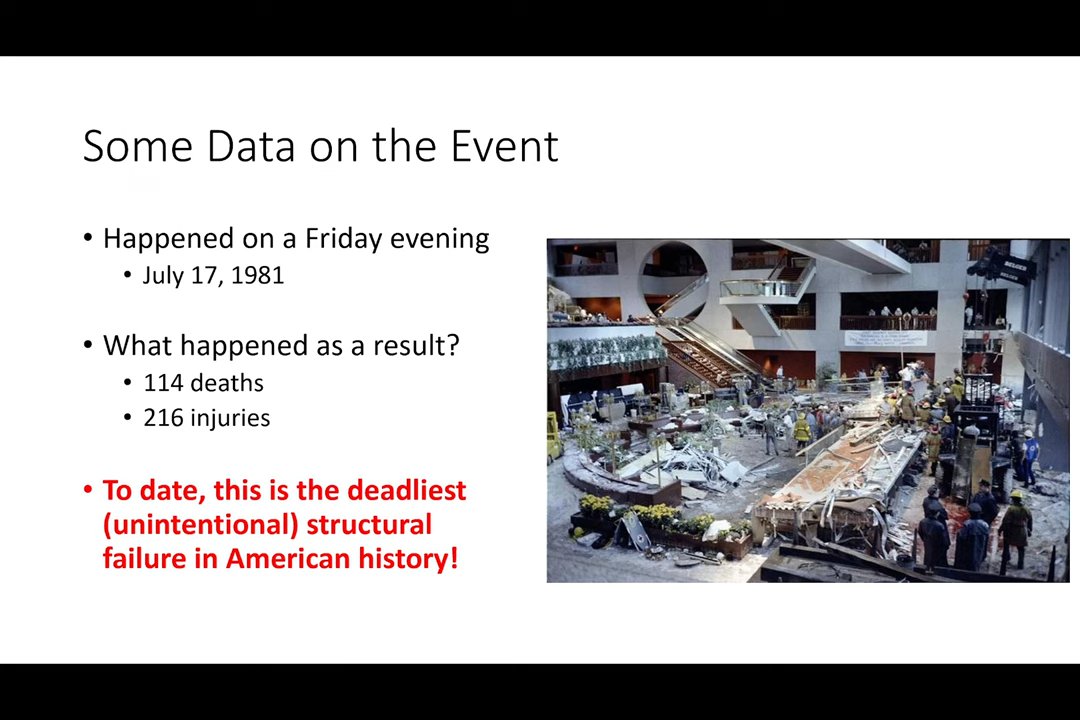 Some Data on the Event
• Happened on a Friday evening
• July 17, 1981
• What happened as a result?
• 114 deaths
• 216 injuries
• To date, this is the deadliest
(unintentional) structural
failure in American history!